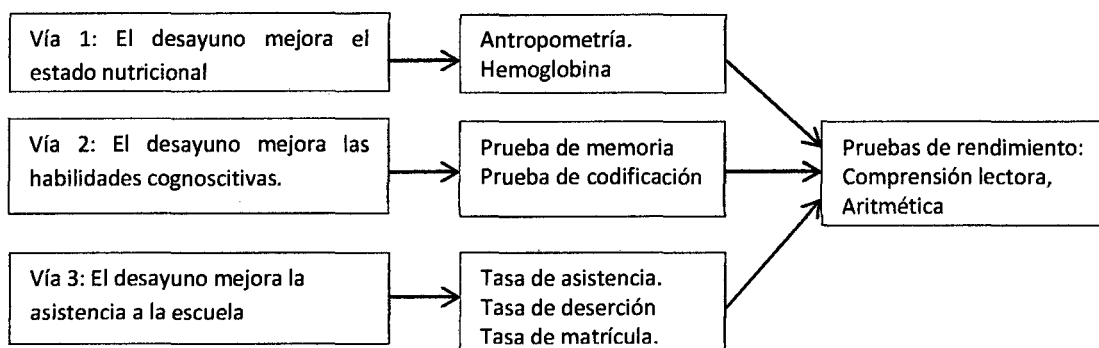 Vía 1: El desayuno mejora el
estado nutricional
Antropometría.
Hemoglobina
Vía 2: El desayuno mejora las
habilidades cognoscitivas.
Prueba de memoria
Prueba de codificación
Pruebas de rendimiento:
Comprensión lectora,
Aritmética
Vía 3: El desayuno mejora la
asistencia a la escuela
Tasa de asistencia.
Tasa de deserción
Tasa de matrícula.